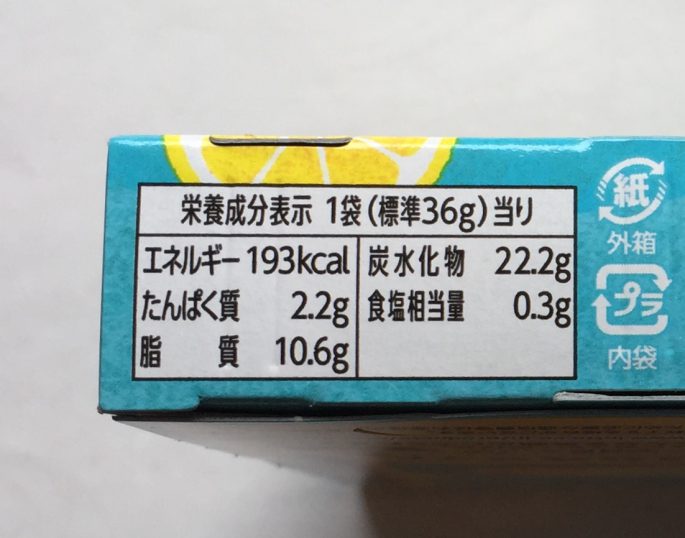 栄養成分表示 1袋(標準36g)当り
エネルギー 193kcal
たんぱく質 2.2g
脂質 10.6g
炭水化物 22.2g
食塩相当量 0.3g
紙
外箱
プラ
内袋